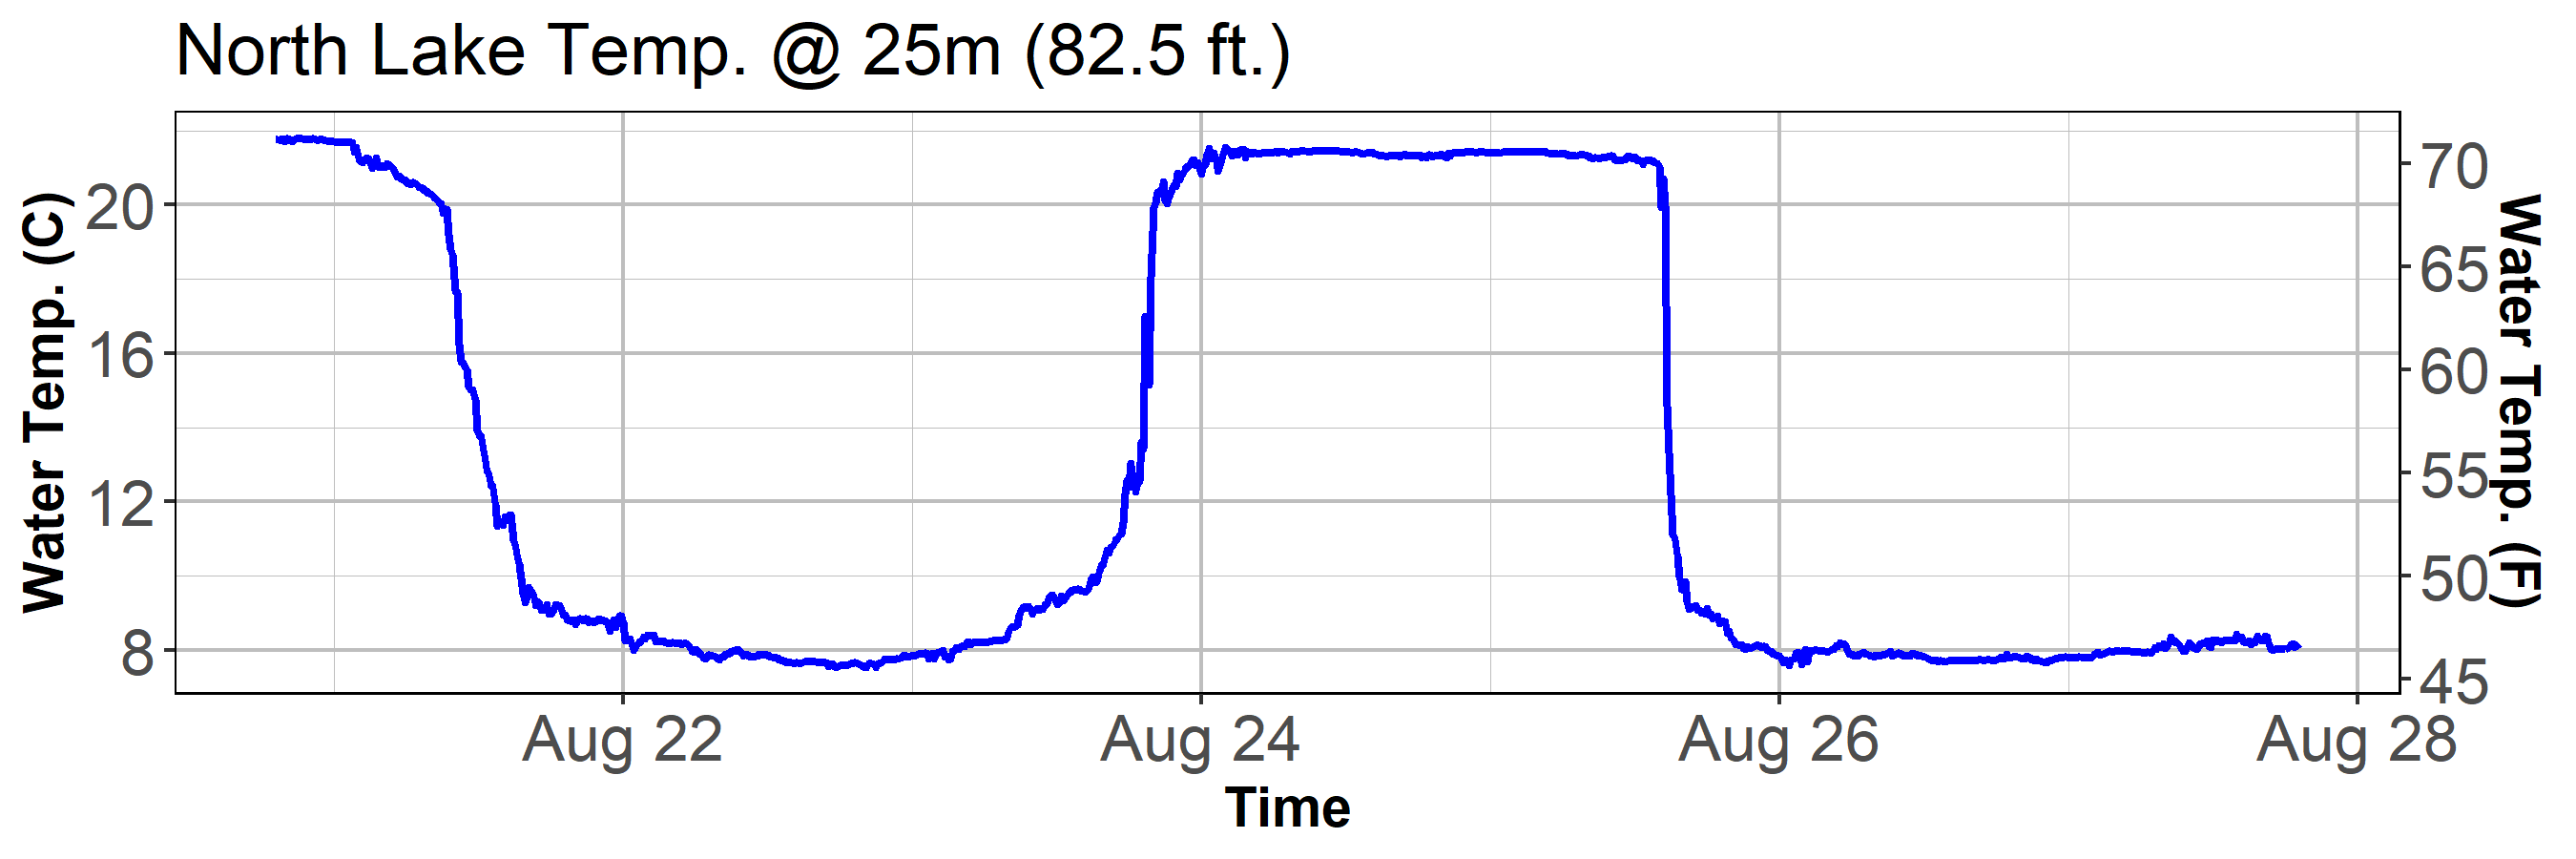 North Lake Temp. @ 25m (82.5 ft.)
Water Temp. (C)
20
16
12
8
70
65
60
55
50
45
Water Temp. (F)
Aug 22
Aug 24
Aug 26
Aug 28
Time